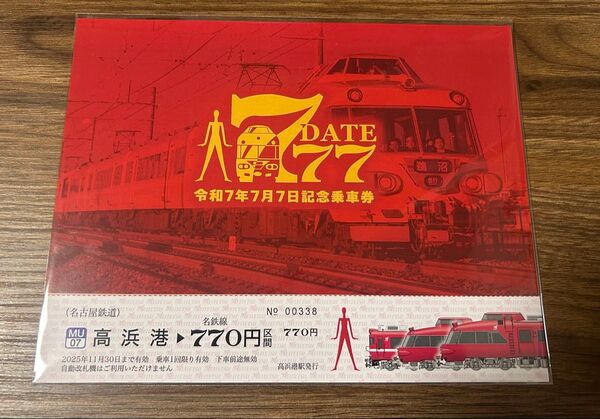 7 DATE
77
令和7年7月7日記念乗車券
鵜沼
(名古屋鉄道)
№ 00338
MU
07
高浜港▶名鉄線770円区間
770円
2025年11月30日まで有効 乗車1回限り有効 下車前途無効
自動改札機はご利用いただけません
高浜港駅発行